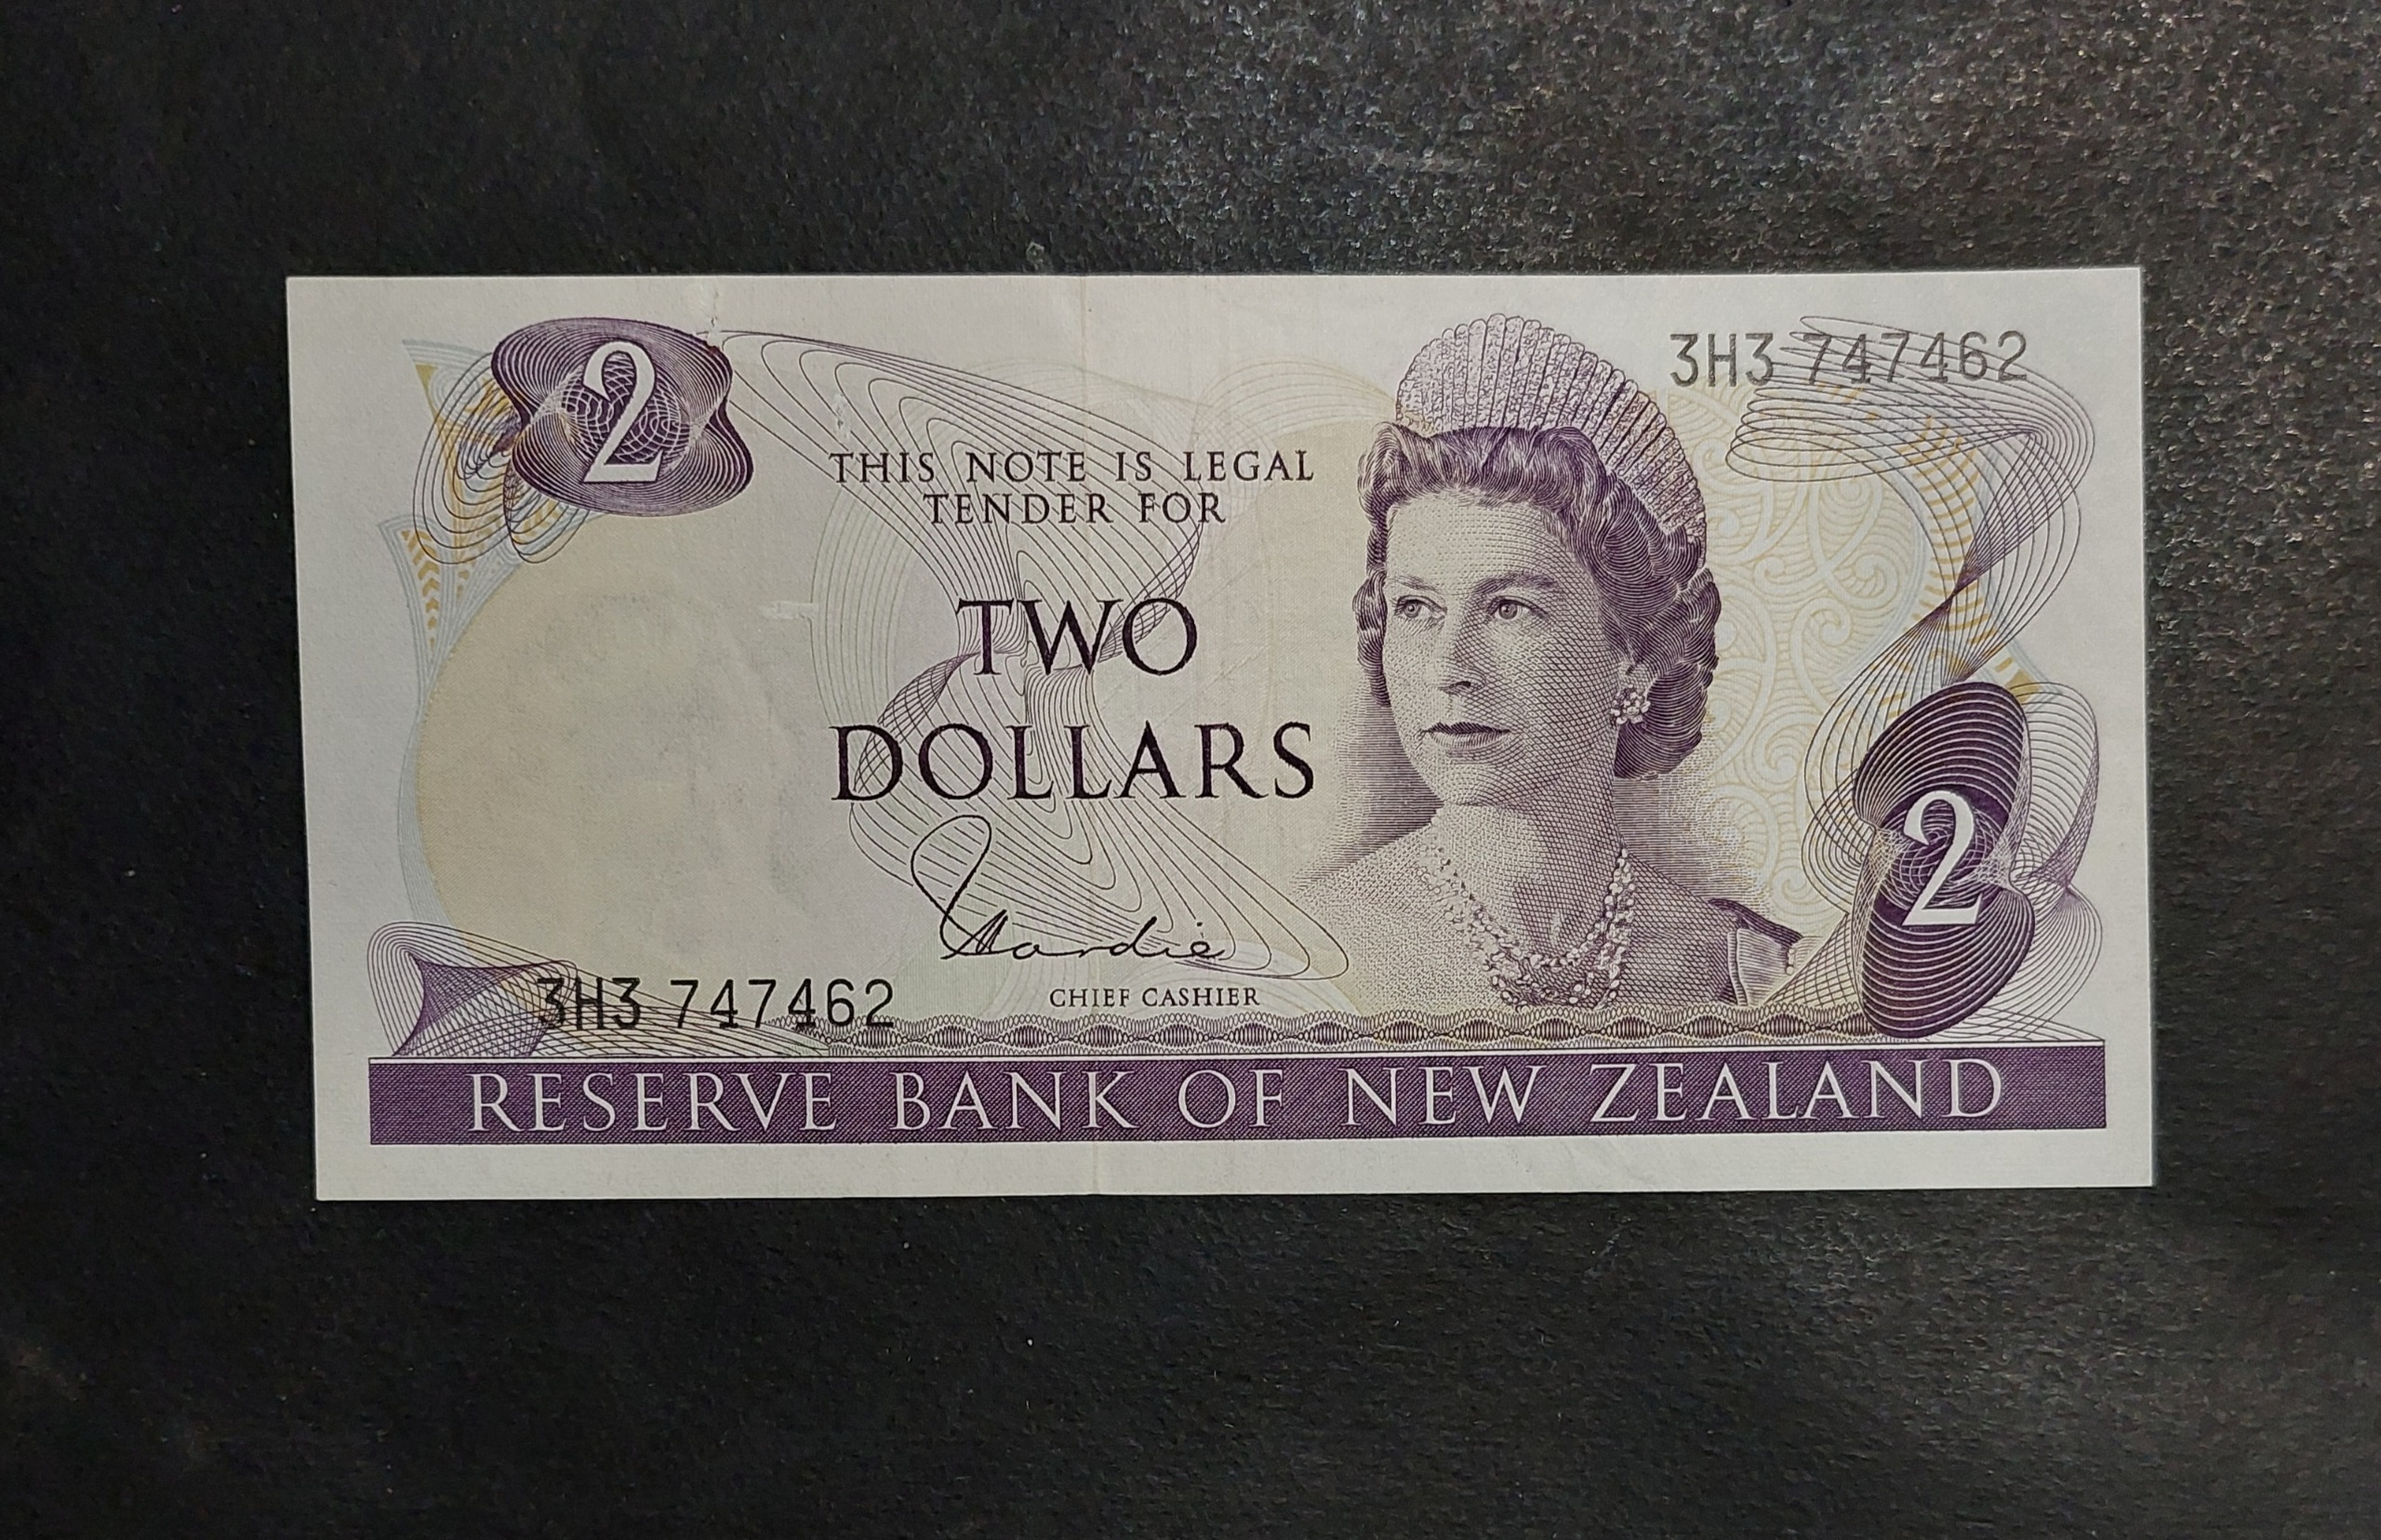 2
3H3 747462
THIS NOTE IS LEGAL
TENDER FOR
TWO
DOLLARS
Hardie
3H3 747462
CHIEF CASHIER
2
RESERVE BANK OF NEW ZEALAND